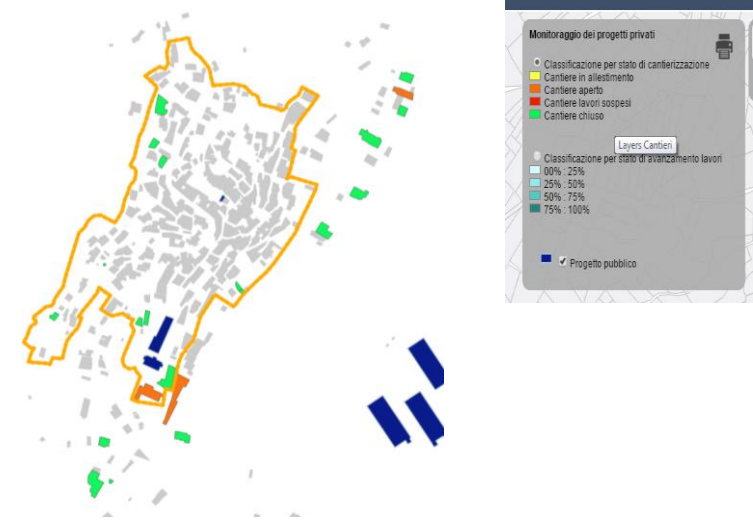 Monitoraggio dei progetti privati
Classificazione per stato di cantierizzazione
Cantiere in allestimento
Cantiere aperto
Cantiere lavori sospesi
Cantiere chiuso
Layers Cantieri
Classificazione per stato di avanzamento lavori
00% : 25%
25% : 50%
50% : 75%
75% : 100%
Progetto pubblico